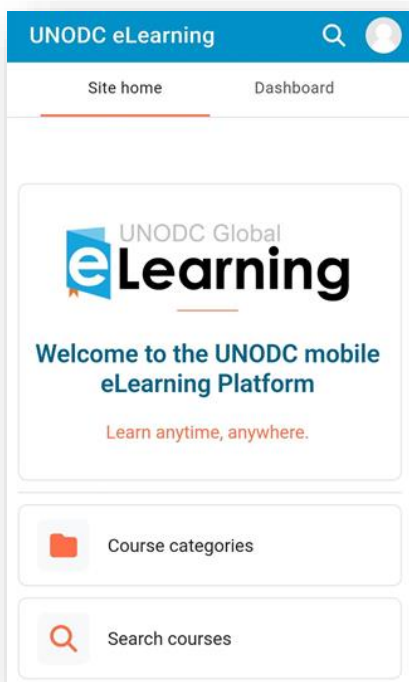 UNODC eLearning
Site home Dashboard
UNODC Global
eLearning
Welcome to the UNODC mobile
eLearning Platform
Learn anytime, anywhere.
Course categories
Search courses